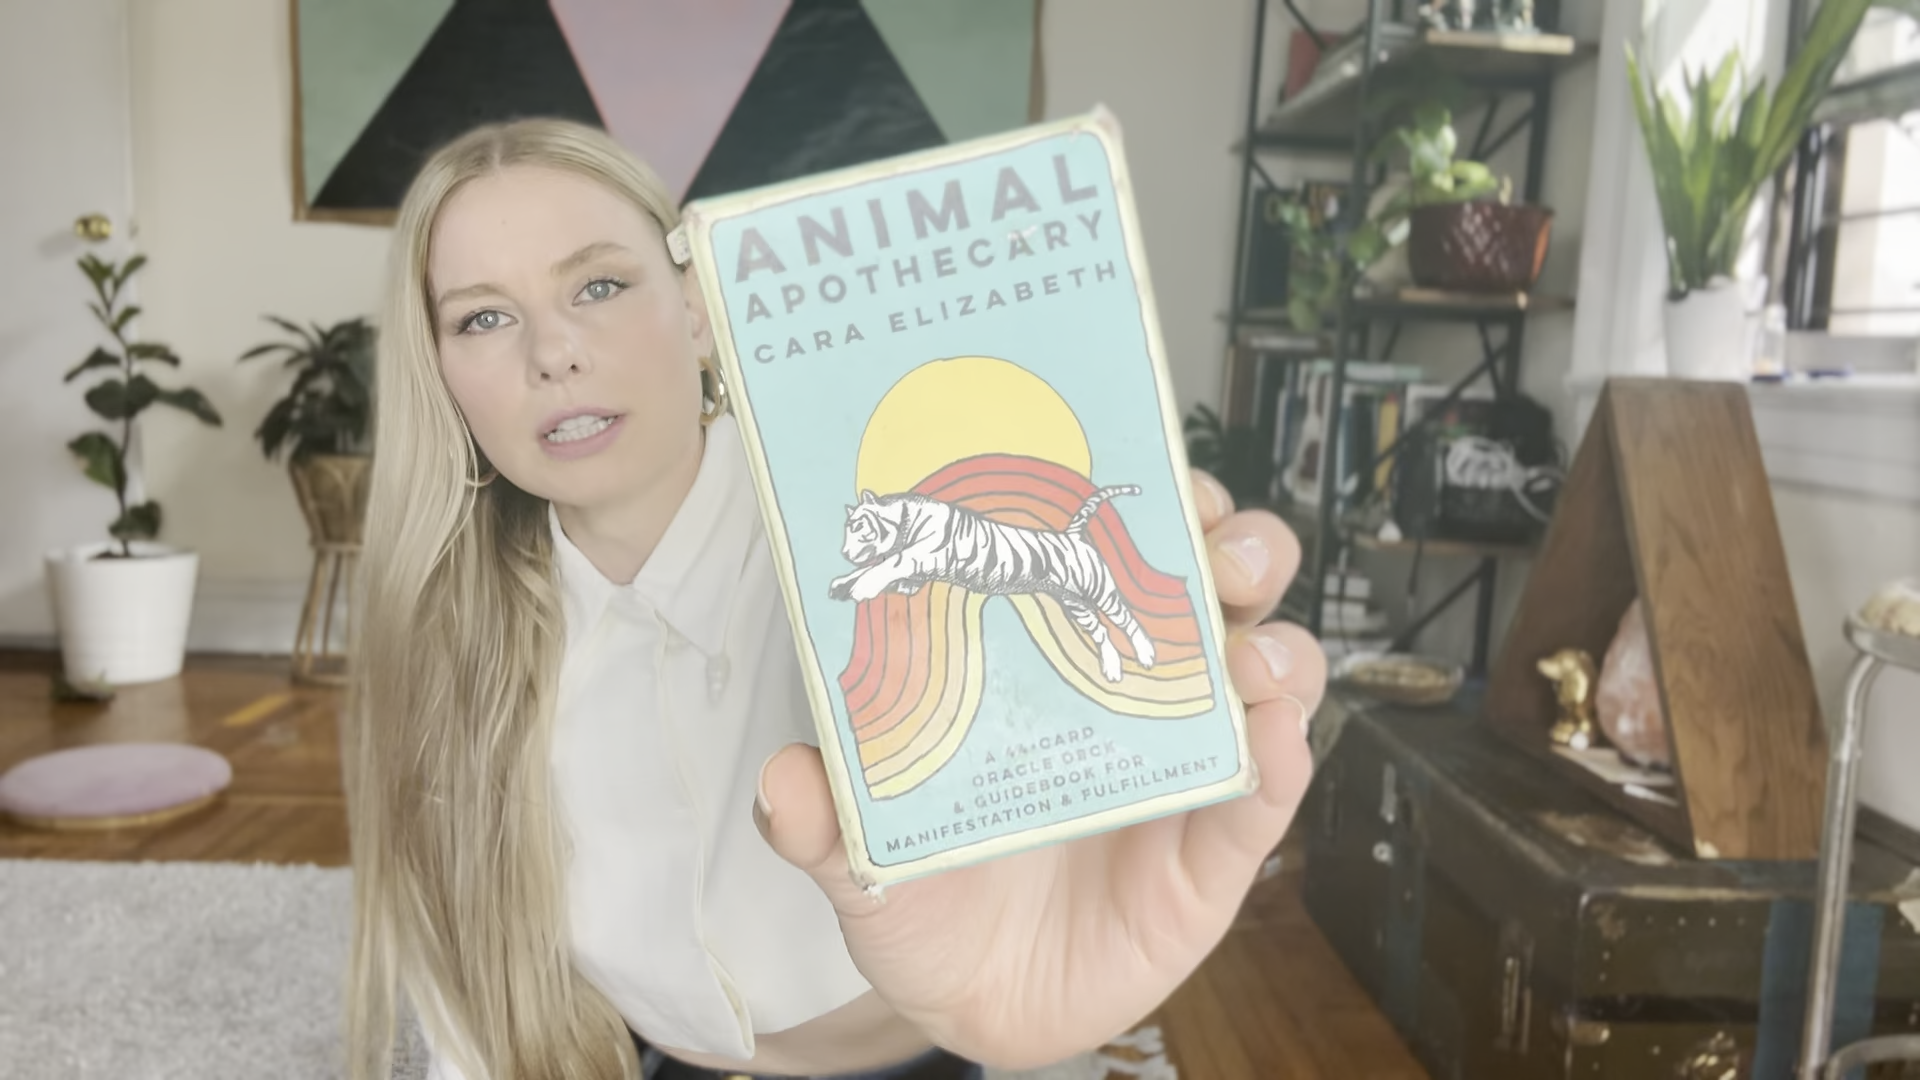 ANIMAL
APOTHECARY
CARA ELIZABETH
A 44-CARD
ORACLE DECK
& GUIDEBOOK FOR
MANIFESTATION & FULFILLMENT